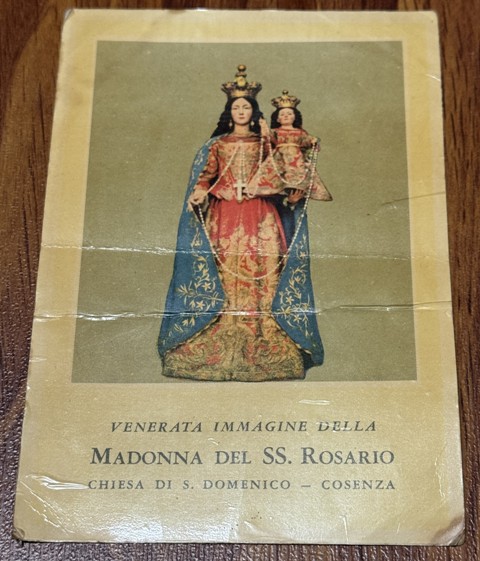 VENERATA IMMAGINE DELLA
MADONNA DEL SS. ROSARIO
CHIESA DI S. DOMENICO – COSENZA